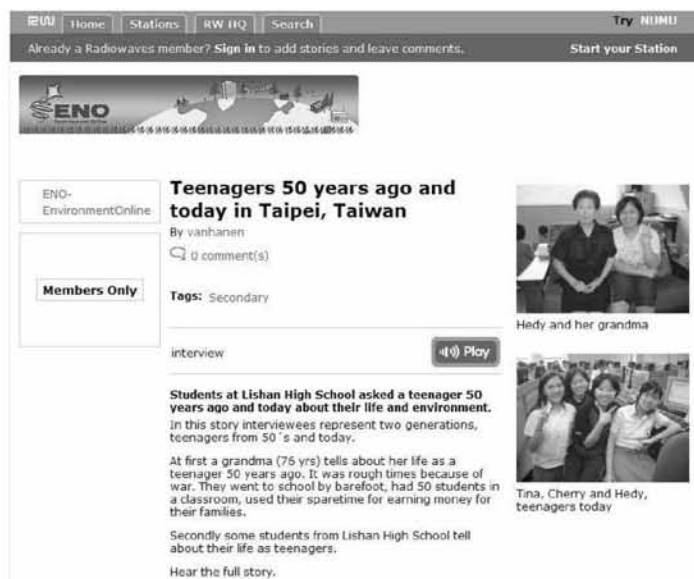 RW Home Stations RW HQ Search Try NUMU
Already a Radiowaves member? Sign in to add stories and leave comments. Start your Station
ENO
ENO-
EnvironmentOnline
Members Only
Teenagers 50 years ago and
today in Taipei, Taiwan
By vanhanen
0 comment(s)
Tags: Secondary
interview
Play
Students at Lishan High School asked a teenager 50
years ago and today about their life and environment.
In this story interviewees represent two generations,
teenagers from 50´s and today.
At first a grandma (76 yrs) tells about her life as a
teenager 50 years ago. It was rough times because of
war. They went to school by barefoot, had 50 students in
a classroom, used their sparetime for earning money for
their families.
Secondly some students from Lishan High School tell
about their life as teenagers.
Hear the full story.
Hedy and her grandma
Tina, Cherry and Hedy,
teenagers today